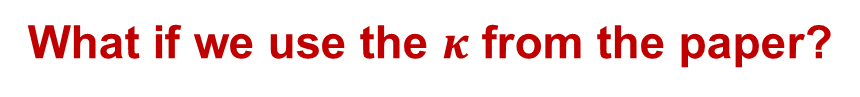 What if we use the κ from the paper?